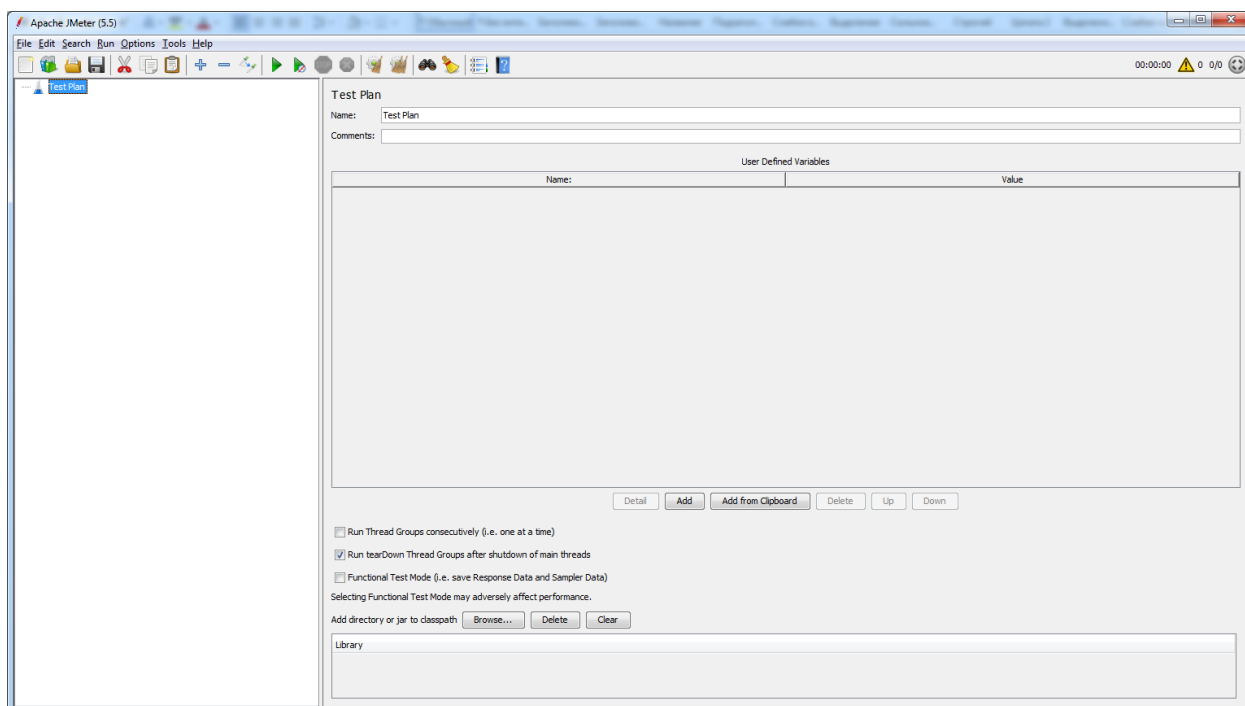 Apache JMeter (5.5)
File Edit Search Run Options Tools Help
00:00:00 0 0/0
Test Plan
Test Plan
Name: Test Plan
Comments:
User Defined Variables
Name: Value
Detail Add Add from Clipboard Delete Up Down
Run Thread Groups consecutively (i.e. one at a time)
Run tearDown Thread Groups after shutdown of main threads
Functional Test Mode (i.e. save Response Data and Sampler Data)
Selecting Functional Test Mode may adversely affect performance.
Add directory or jar to classpath Browse... Delete Clear
Library